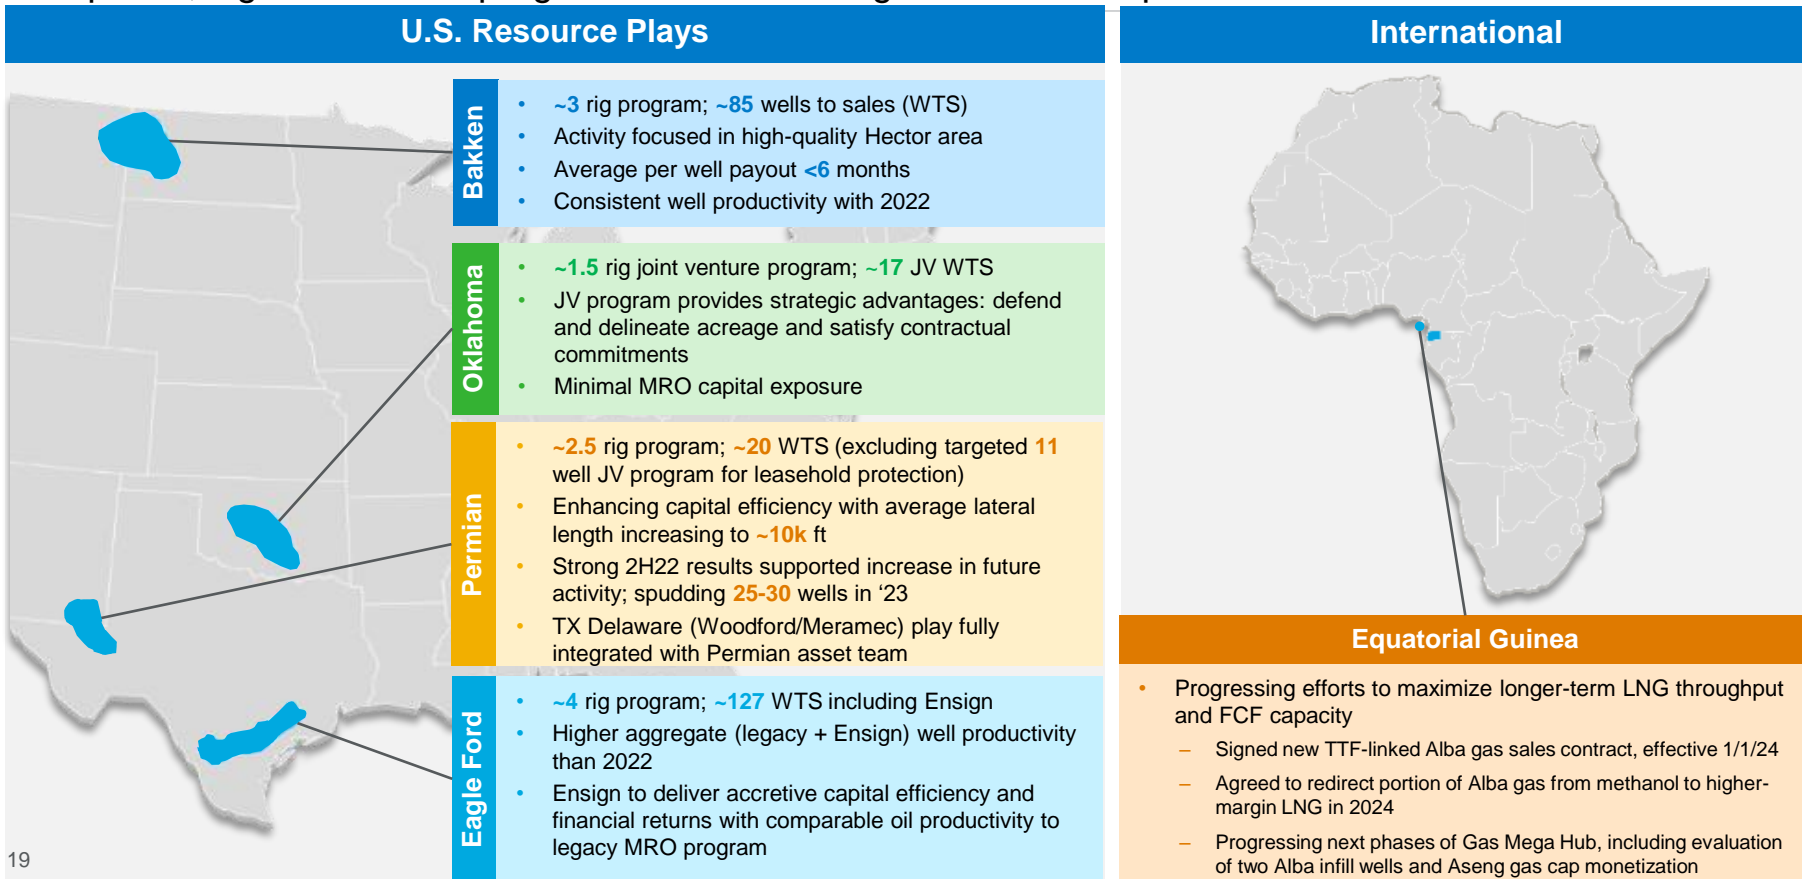 U.S. Resource Plays
Bakken
• ~3 rig program; ~85 wells to sales (WTS)
• Activity focused in high-quality Hector area
• Average per well payout <6 months
• Consistent well productivity with 2022
Oklahoma
• ~1.5 rig joint venture program; ~17 JV WTS
• JV program provides strategic advantages: defend
and delineate acreage and satisfy contractual
commitments
• Minimal MRO capital exposure
Permian
• ~2.5 rig program; ~20 WTS (excluding targeted 11
well JV program for leasehold protection)
• Enhancing capital efficiency with average lateral
length increasing to ~10k ft
• Strong 2H22 results supported increase in future
activity; spudding 25-30 wells in ‘23
• TX Delaware (Woodford/Meramec) play fully
integrated with Permian asset team
Eagle Ford
• ~4 rig program; ~127 WTS including Ensign
• Higher aggregate (legacy + Ensign) well productivity
than 2022
• Ensign to deliver accretive capital efficiency and
financial returns with comparable oil productivity to
legacy MRO program
19
International
Equatorial Guinea
• Progressing efforts to maximize longer-term LNG throughput
and FCF capacity
– Signed new TTF-linked Alba gas sales contract, effective 1/1/24
– Agreed to redirect portion of Alba gas from methanol to higher-
margin LNG in 2024
– Progressing next phases of Gas Mega Hub, including evaluation
of two Alba infill wells and Aseng gas cap monetization